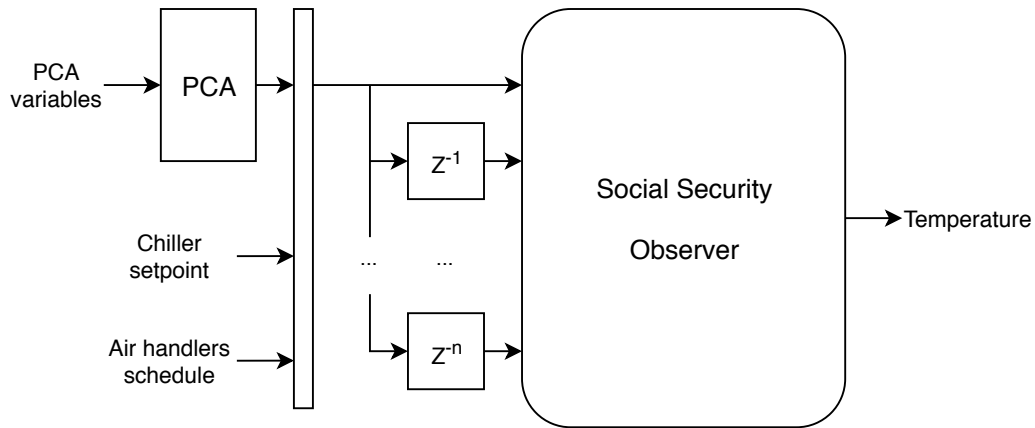 PCA
variables
PCA
Z-1
Chiller
setpoint
...
...
Air handlers
schedule
Z-n
Social Security
Observer
Temperature